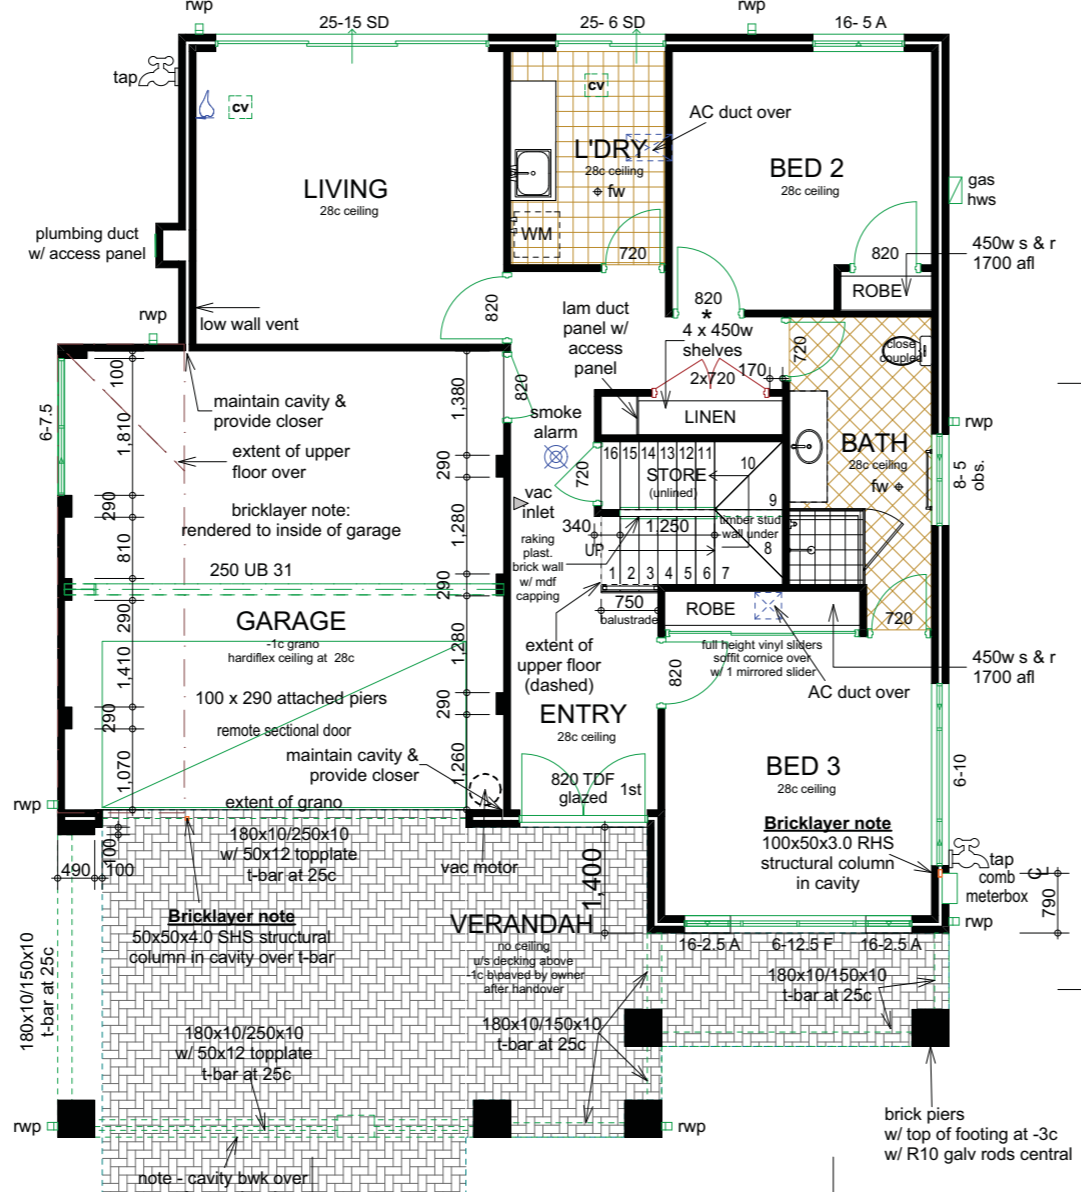 rwp
25-15 SD
25- 6 SD
rwp
16- 5 A
tap
cv
cv
AC duct over
L'DRY
28c ceiling
fw
WM
720
LIVING
28c ceiling
BED 2
28c ceiling
gas
hws
820
ROBE
450w s & r
1700 afl
plumbing duct
w/ access panel
rwp
low wall vent
820
lam duct
panel w/
access
panel
820
*
4 x 450w
shelves
170
2x720
LINEN
720
close
coupled
100
1,380
820
6-7.5
maintain cavity &
provide closer
1,810
extent of upper
floor over
smoke
alarm
290
290
bricklayer note:
rendered to inside of garage
810
1,280
vac
inlet
720
16 15 14 13 12 11
STORE
(unlined)
10
9
8
BATH
28c ceiling
fw
rwp
8- 5
obs.
340
1,250
timber stud
wall under
UP
raking
plast.
brick wall
w/ mdf
capping
1 2 3 4 5 6 7
250 UB 31
290
290
750
balustrade
ROBE
720
GARAGE
-1c grano
hardiflex ceiling at 28c
1,410
1,280
extent of
upper floor
(dashed)
full height vinyl sliders
soffit cornice over
w/ 1 mirrored slider
820
AC duct over
450w s & r
1700 afl
100 x 290 attached piers
290
290
remote sectional door
ENTRY
28c ceiling
1,070
maintain cavity &
provide closer
1,260
820 TDF
glazed
1st
BED 3
28c ceiling
6-10
rwp
extent of grano
180x10/250x10
w/ 50x12 topplate
t-bar at 25c
100
490
100
vac motor
1,400
Bricklayer note
100x50x3.0 RHS
structural column
in cavity
tap
comb
meterbox
CL
790
rwp
Bricklayer note
50x50x4.0 SHS structural
column in cavity over t-bar
VERANDAH
no ceiling
u/s decking above
-1c b\paved by owner
after handover
16-2.5 A
6-12.5 F
16-2.5 A
180x10/150x10
t-bar at 25c
180x10/150x10
t-bar at 25c
180x10/250x10
w/ 50x12 topplate
t-bar at 25c
180x10/150x10
t-bar at 25c
rwp
rwp
brick piers
w/ top of footing at -3c
w/ R10 galv rods central
note - cavity bwk over